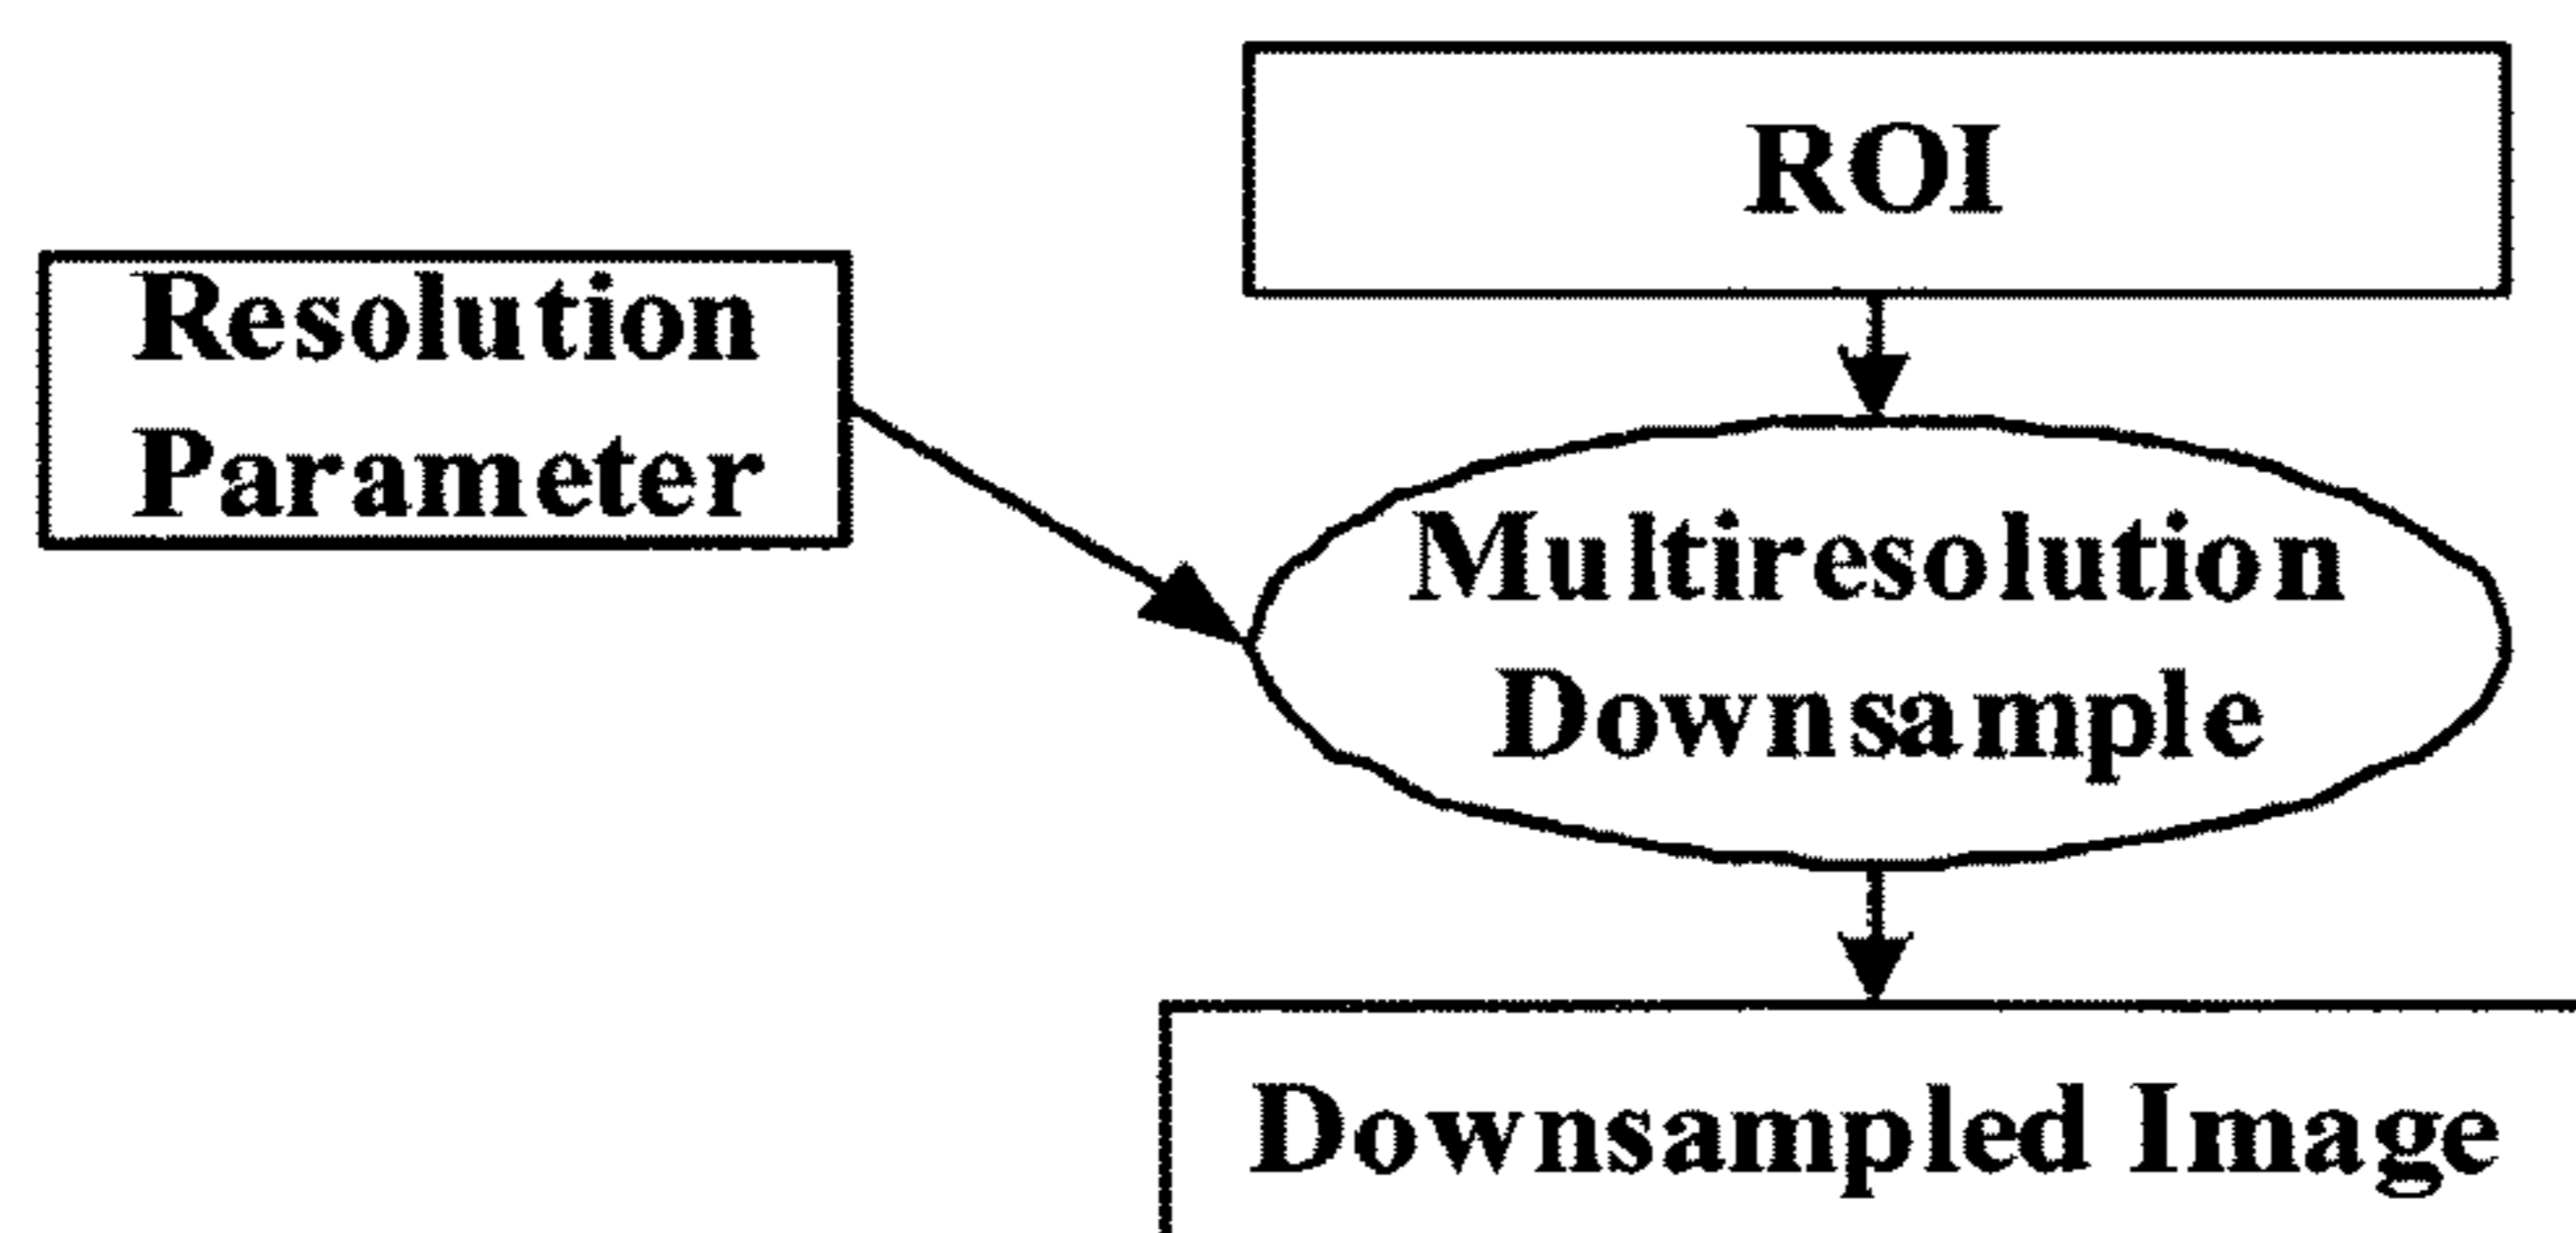 ROI
Resolution
Parameter
Multiresolution
Downsample
Downsampled Image